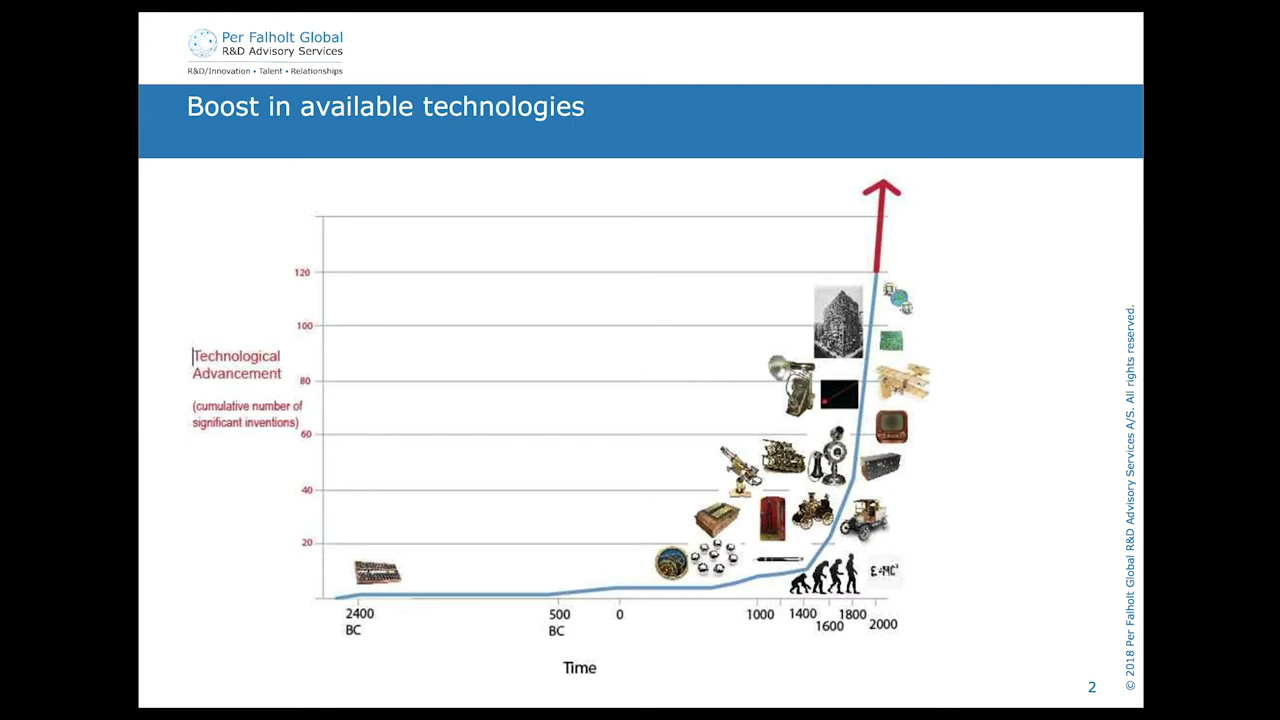 Per Falholt Global
R&D Advisory Services
R&D/Innovation • Talent • Relationships
Boost in available technologies
120
100
Technological
Advancement
80
(cumulative number of
significant inventions)
60
40
20
E=MC²
2400
BC
500
BC
0
1000
1400
1600
1800
2000
Time
2
© 2018 Per Falholt Global R&D Advisory Services A/S. All rights reserved.